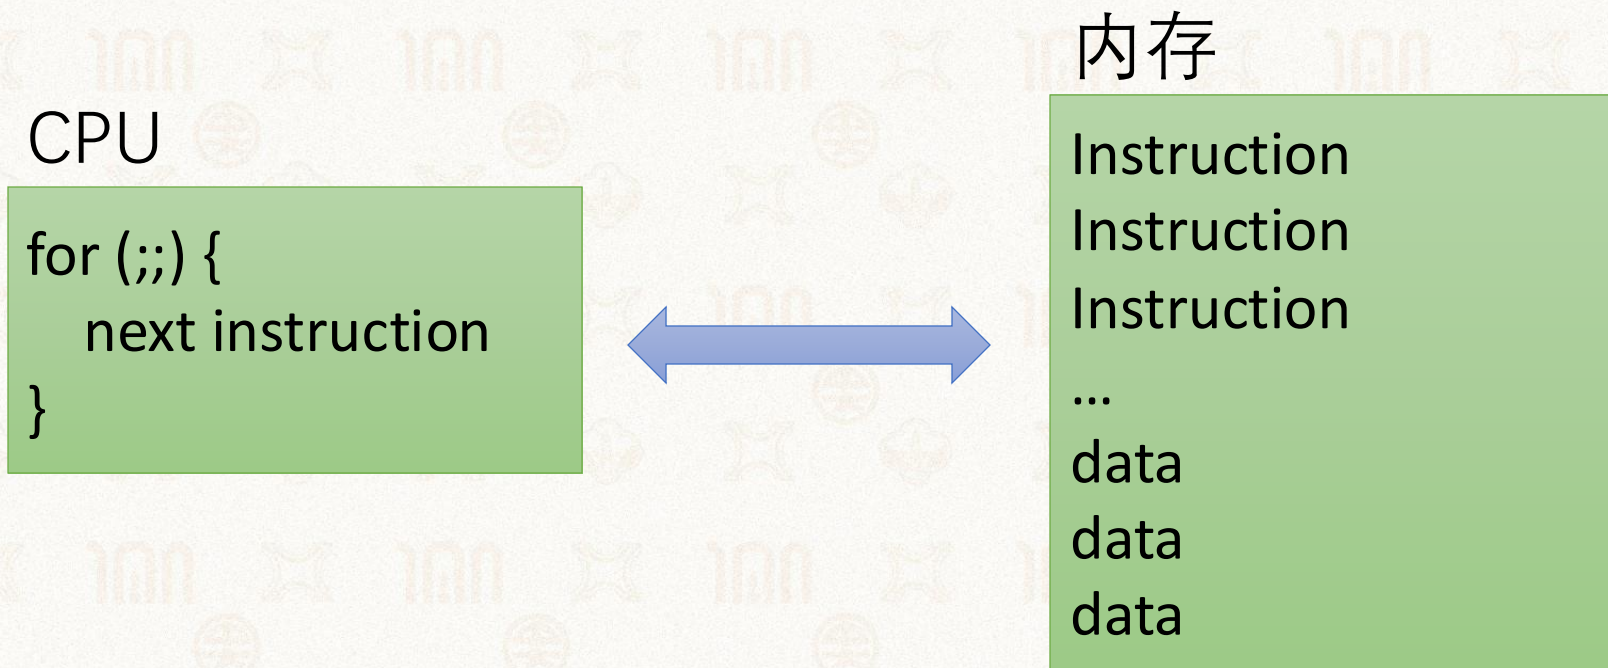 CPU
for (;;) {
next instruction
}
内存
Instruction
Instruction
Instruction
...
data
data
data